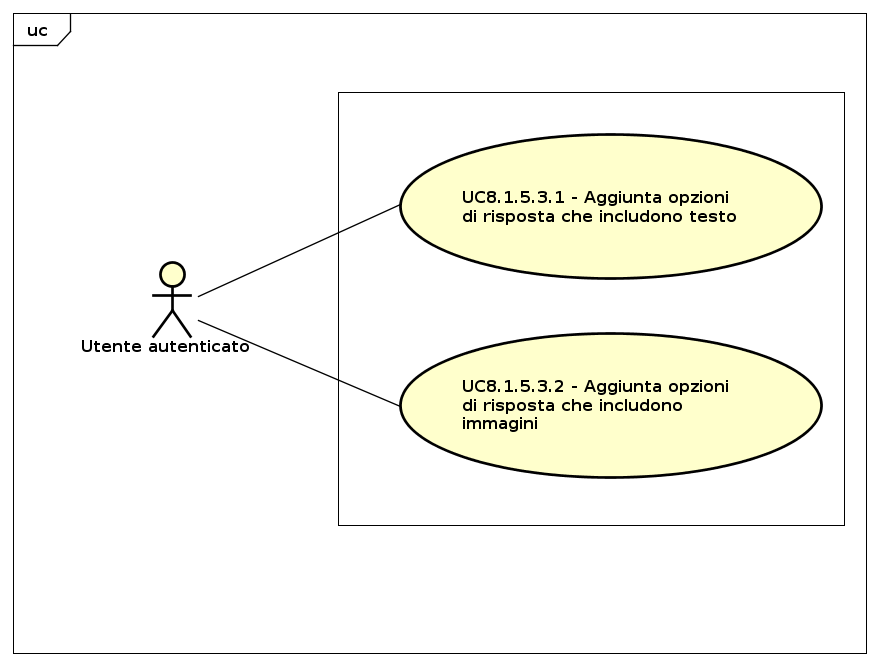 uc
UC8.1.5.3.1 - Aggiunta opzioni
di risposta che includono testo
Utente autenticato
UC8.1.5.3.2 - Aggiunta opzioni
di risposta che includono
immagini